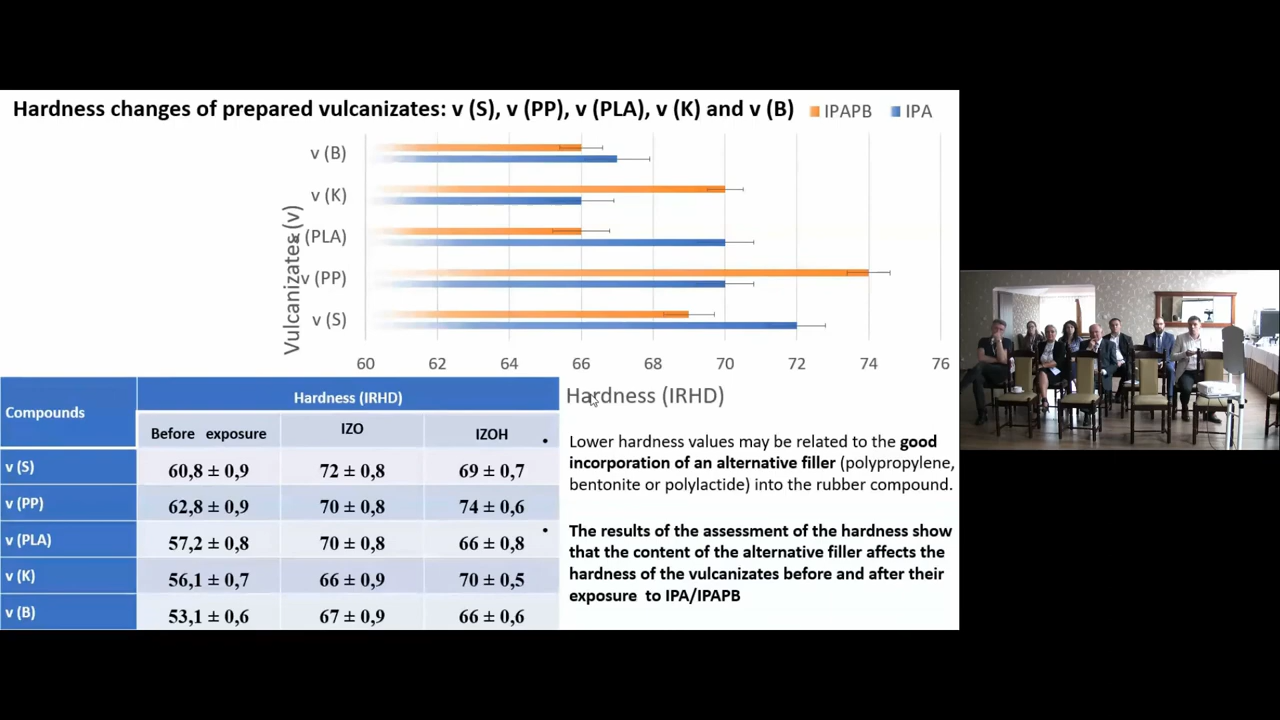 Hardness changes of prepared vulcanizates: v (S), v (PP), v (PLA), v (K) and v (B)
IPAPB IPA
v (B)
v (K)
(PLA)
v (PP)
v (S)
Vulcanizates (v)
60 62 64 66 68 70 72 74 76
Hardness (IRHD)
Compounds Hardness (IRHD)
Before exposure IZO IZOH
v (S) 60,8 ± 0,9 72 ± 0,8 69 ± 0,7
v (PP) 62,8 ± 0,9 70 ± 0,8 74 ± 0,6
v (PLA) 57,2 ± 0,8 70 ± 0,8 66 ± 0,8
v (K) 56,1 ± 0,7 66 ± 0,9 70 ± 0,5
v (B) 53,1 ± 0,6 67 ± 0,9 66 ± 0,6
• Lower hardness values may be related to the good
incorporation of an alternative filler (polypropylene,
bentonite or polylactide) into the rubber compound.
• The results of the assessment of the hardness show
that the content of the alternative filler affects the
hardness of the vulcanizates before and after their
exposure to IPA/IPAPB